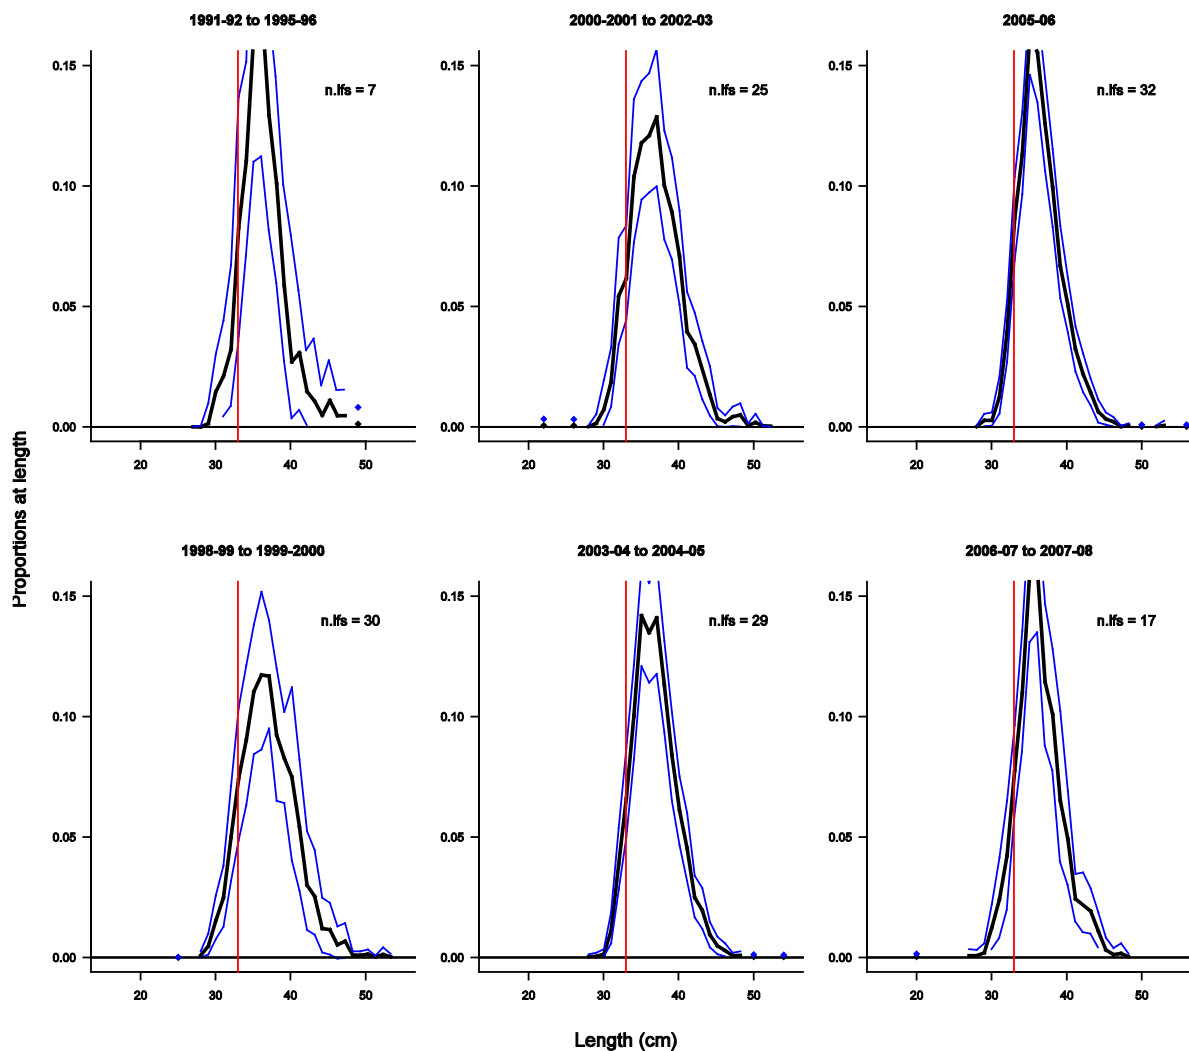 1991-92 to 1995-96
2000-2001 to 2002-03
2005-06
0.15
n.lfs = 7
0.15
n.lfs = 25
0.15
n.lfs = 32
0.10
0.10
0.10
0.05
0.05
0.05
0.00
0.00
0.00
20 30 40 50
20 30 40 50
20 30 40 50
Proportions at length
1998-99 to 1999-2000
2003-04 to 2004-05
2006-07 to 2007-08
0.15
n.lfs = 30
0.15
n.lfs = 29
0.15
n.lfs = 17
0.10
0.10
0.10
0.05
0.05
0.05
0.00
0.00
0.00
20 30 40 50
20 30 40 50
20 30 40 50
Length (cm)